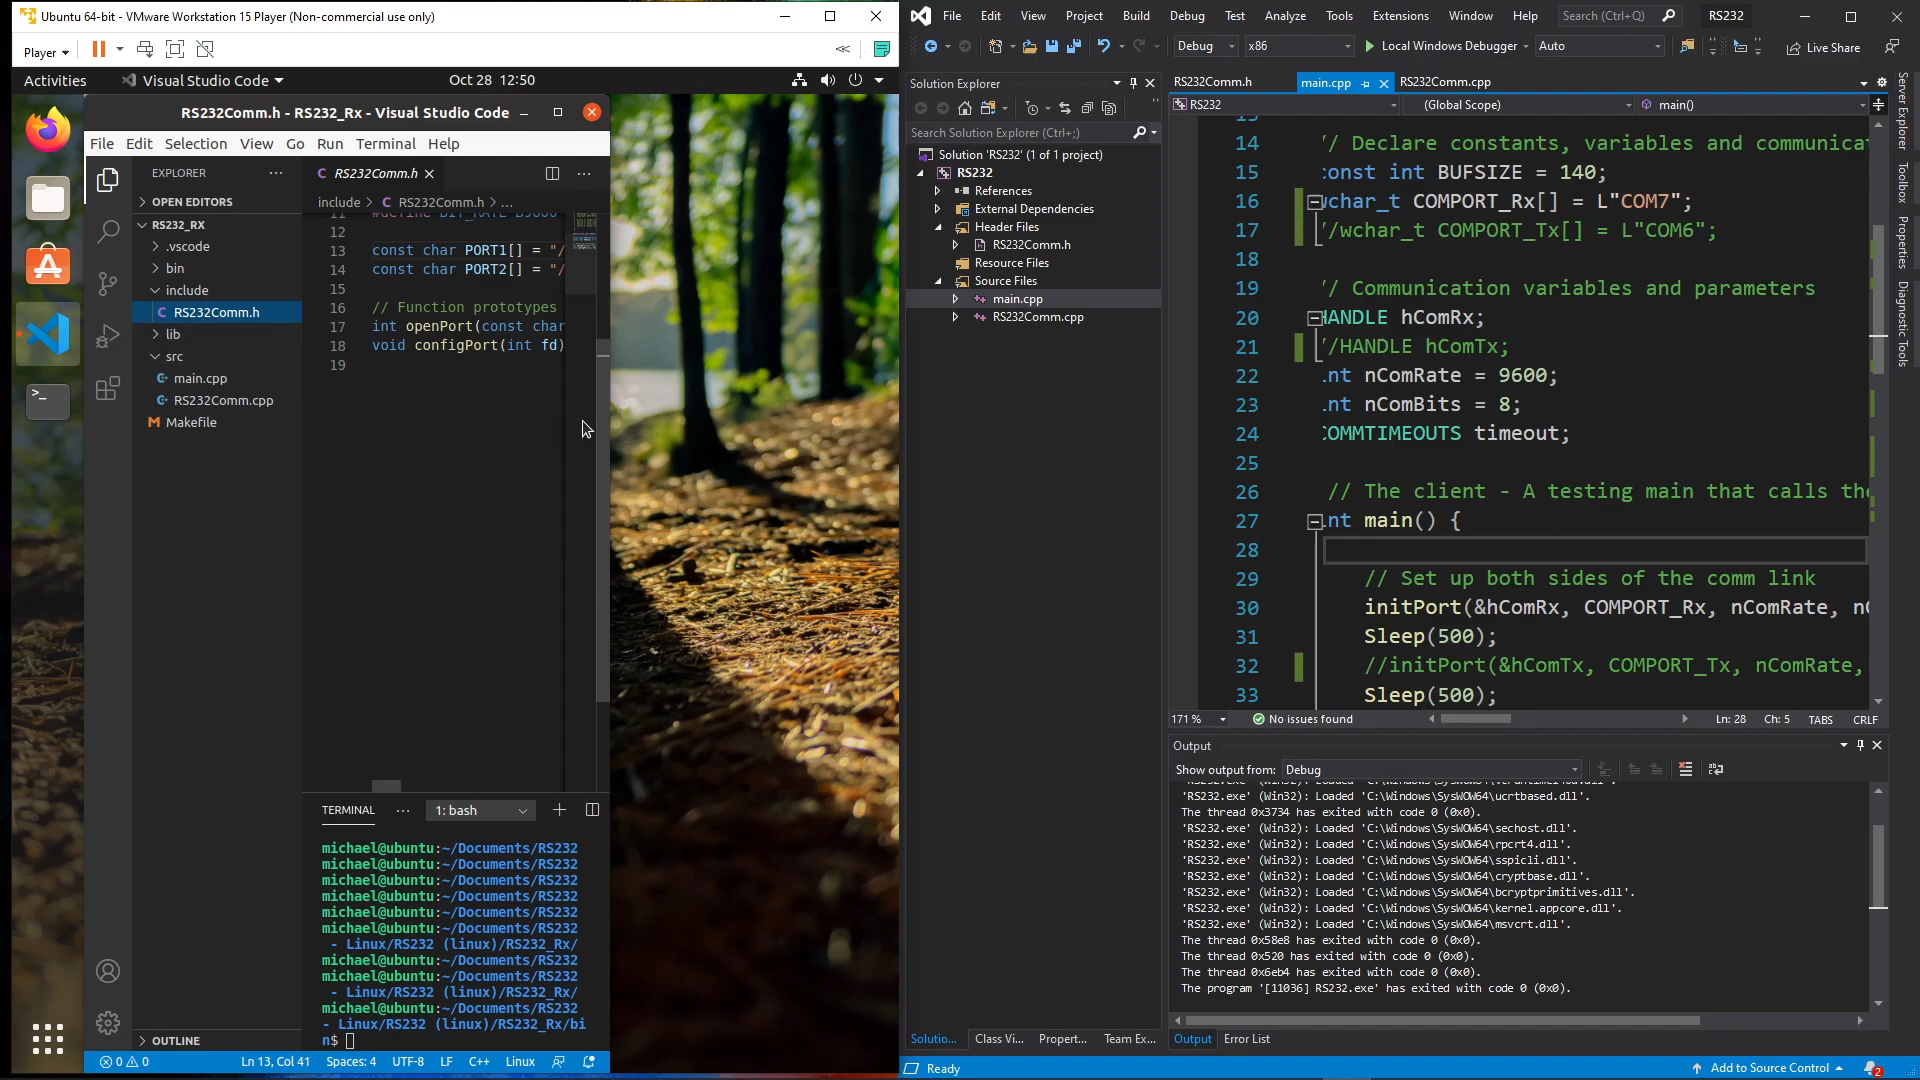 Ubuntu 64-bit - VMware Workstation 15 Player (Non-commercial use only)
Player
Activities
Visual Studio Code
Oct 28 12:50
RS232Comm.h - RS232_Rx - Visual Studio Code
File Edit Selection View Go Run Terminal Help
EXPLORER
OPEN EDITORS
RS232_RX
.vscode
bin
include
RS232Comm.h
lib
src
main.cpp
RS232Comm.cpp
Makefile
OUTLINE
RS232Comm.h
include > RS232Comm.h > ...
11 #define BIT_RATE B9600
12
13 const char PORT1[] = "/
14 const char PORT2[] = "/
15
16 // Function prototypes
17 int openPort(const char
18 void configPort(int fd)
19
TERMINAL
1: bash
michael@ubuntu:~/Documents/RS232
michael@ubuntu:~/Documents/RS232
michael@ubuntu:~/Documents/RS232
michael@ubuntu:~/Documents/RS232
michael@ubuntu:~/Documents/RS232
michael@ubuntu:~/Documents/RS232
- Linux/RS232 (linux)/RS232_Rx/
michael@ubuntu:~/Documents/RS232
michael@ubuntu:~/Documents/RS232
- Linux/RS232 (linux)/RS232_Rx/
michael@ubuntu:~/Documents/RS232
- Linux/RS232 (linux)/RS232_Rx/bi
n$
0 0
Ln 13, Col 41 Spaces: 4 UTF-8 LF C++ Linux
File Edit View Project Build Debug Test Analyze Tools Extensions Window Help
Search (Ctrl+Q)
RS232
Debug
x86
Local Windows Debugger
Auto
Live Share
Solution Explorer
Search Solution Explorer (Ctrl+;)
Solution 'RS232' (1 of 1 project)
RS232
References
External Dependencies
Header Files
RS232Comm.h
Resource Files
Source Files
main.cpp
RS232Comm.cpp
Solutio...
Class Vi...
Propert...
Team Ex...
RS232Comm.h
main.cpp
RS232Comm.cpp
RS232
(Global Scope)
main()
14 // Declare constants, variables and communicat
15 const int BUFSIZE = 140;
16 wchar_t COMPORT_Rx[] = L"COM7";
17 //wchar_t COMPORT_Tx[] = L"COM6";
18
19 // Communication variables and parameters
20 HANDLE hComRx;
21 //HANDLE hComTx;
22 int nComRate = 9600;
23 int nComBits = 8;
24 COMMTIMEOUTS timeout;
25
26 // The client - A testing main that calls the
27 int main() {
28
29 // Set up both sides of the comm link
30 initPort(&hComRx, COMPORT_Rx, nComRate, nC
31 Sleep(500);
32 //initPort(&hComTx, COMPORT_Tx, nComRate,
33 Sleep(500);
171 %
No issues found
Ln: 28 Ch: 5 TABS CRLF
Output
Show output from: Debug
'RS232.exe' (Win32): Loaded 'C:\Windows\SysWOW64\ucrtbased.dll'.
The thread 0x3734 has exited with code 0 (0x0).
'RS232.exe' (Win32): Loaded 'C:\Windows\SysWOW64\sechost.dll'.
'RS232.exe' (Win32): Loaded 'C:\Windows\SysWOW64\rpcrt4.dll'.
'RS232.exe' (Win32): Loaded 'C:\Windows\SysWOW64\sspicli.dll'.
'RS232.exe' (Win32): Loaded 'C:\Windows\SysWOW64\cryptbase.dll'.
'RS232.exe' (Win32): Loaded 'C:\Windows\SysWOW64\bcryptprimitives.dll'.
'RS232.exe' (Win32): Loaded 'C:\Windows\SysWOW64\kernel.appcore.dll'.
'RS232.exe' (Win32): Loaded 'C:\Windows\SysWOW64\msvcrt.dll'.
The thread 0x58e8 has exited with code 0 (0x0).
The thread 0x520 has exited with code 0 (0x0).
The thread 0x6eb4 has exited with code 0 (0x0).
The program '[11036] RS232.exe' has exited with code 0 (0x0).
Output
Error List
Server Explorer
Toolbox
Properties
Diagnostic Tools
Ready
Add to Source Control
2